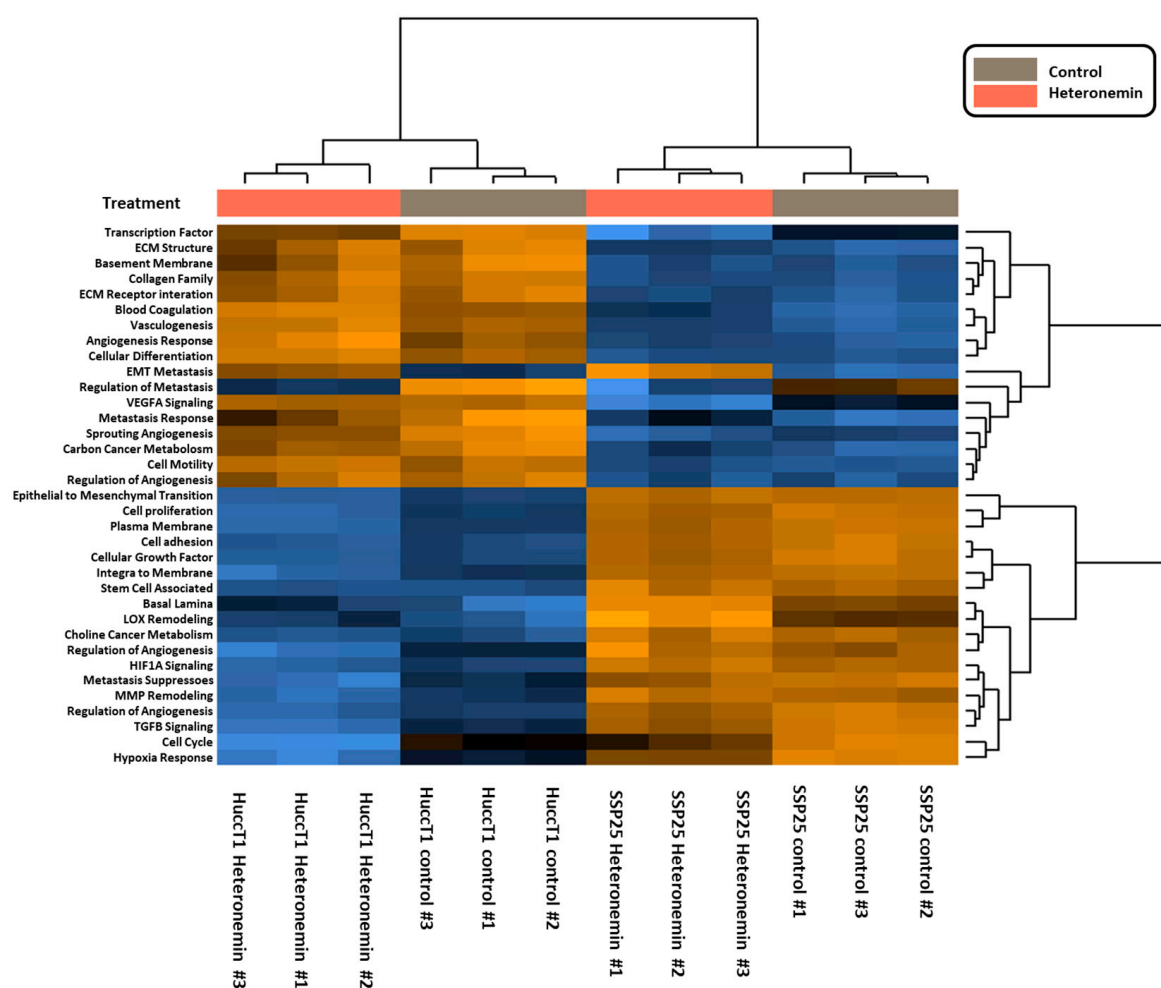 Control
Heteronemin
Treatment
Transcription Factor
ECM Structure
Basement Membrane
Collagen Family
ECM Receptor interation
Blood Coagulation
Vasculogenesis
Angiogenesis Response
Cellular Differentiation
EMT Metastasis
Regulation of Metastasis
VEGFA Signaling
Metastasis Response
Sprouting Angiogenesis
Carbon Cancer Metabolosm
Cell Motility
Regulation of Angiogenesis
Epithelial to Mesenchymal Transition
Cell proliferation
Plasma Membrane
Cell adhesion
Cellular Growth Factor
Integra to Membrane
Stem Cell Associated
Basal Lamina
LOX Remodeling
Choline Cancer Metabolism
Regulation of Angiogenesis
HIF1A Signaling
Metastasis Suppressoes
MMP Remodeling
Regulation of Angiogenesis
TGFB Signaling
Cell Cycle
Hypoxia Response
HuccT1 Heteronemin #3
HuccT1 Heteronemin #1
HuccT1 Heteronemin #2
HuccT1 control #3
HuccT1 control #1
HuccT1 control #2
SSP25 Heteronemin #1
SSP25 Heteronemin #2
SSP25 Heteronemin #3
SSP25 control #1
SSP25 control #3
SSP25 control #2